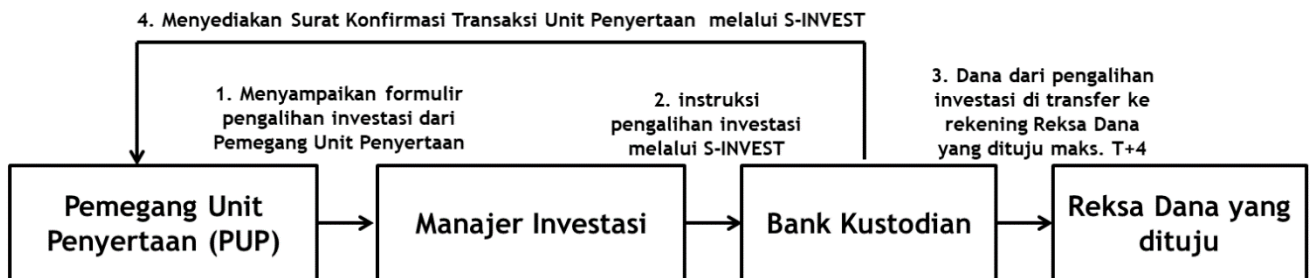 4. Menyediakan Surat Konfirmasi Transaksi Unit Penyertaan melalui S-INVEST
1. Menyampaikan formulir
pengalihan investasi dari
Pemegang Unit Penyertaan
2. instruksi
pengalihan investasi
melalui S-INVEST
3. Dana dari pengalihan
investasi di transfer ke
rekening Reksa Dana
yang dituju maks. T+4
Pemegang Unit
Penyertaan (PUP)
Manajer Investasi
Bank Kustodian
Reksa Dana yang
dituju